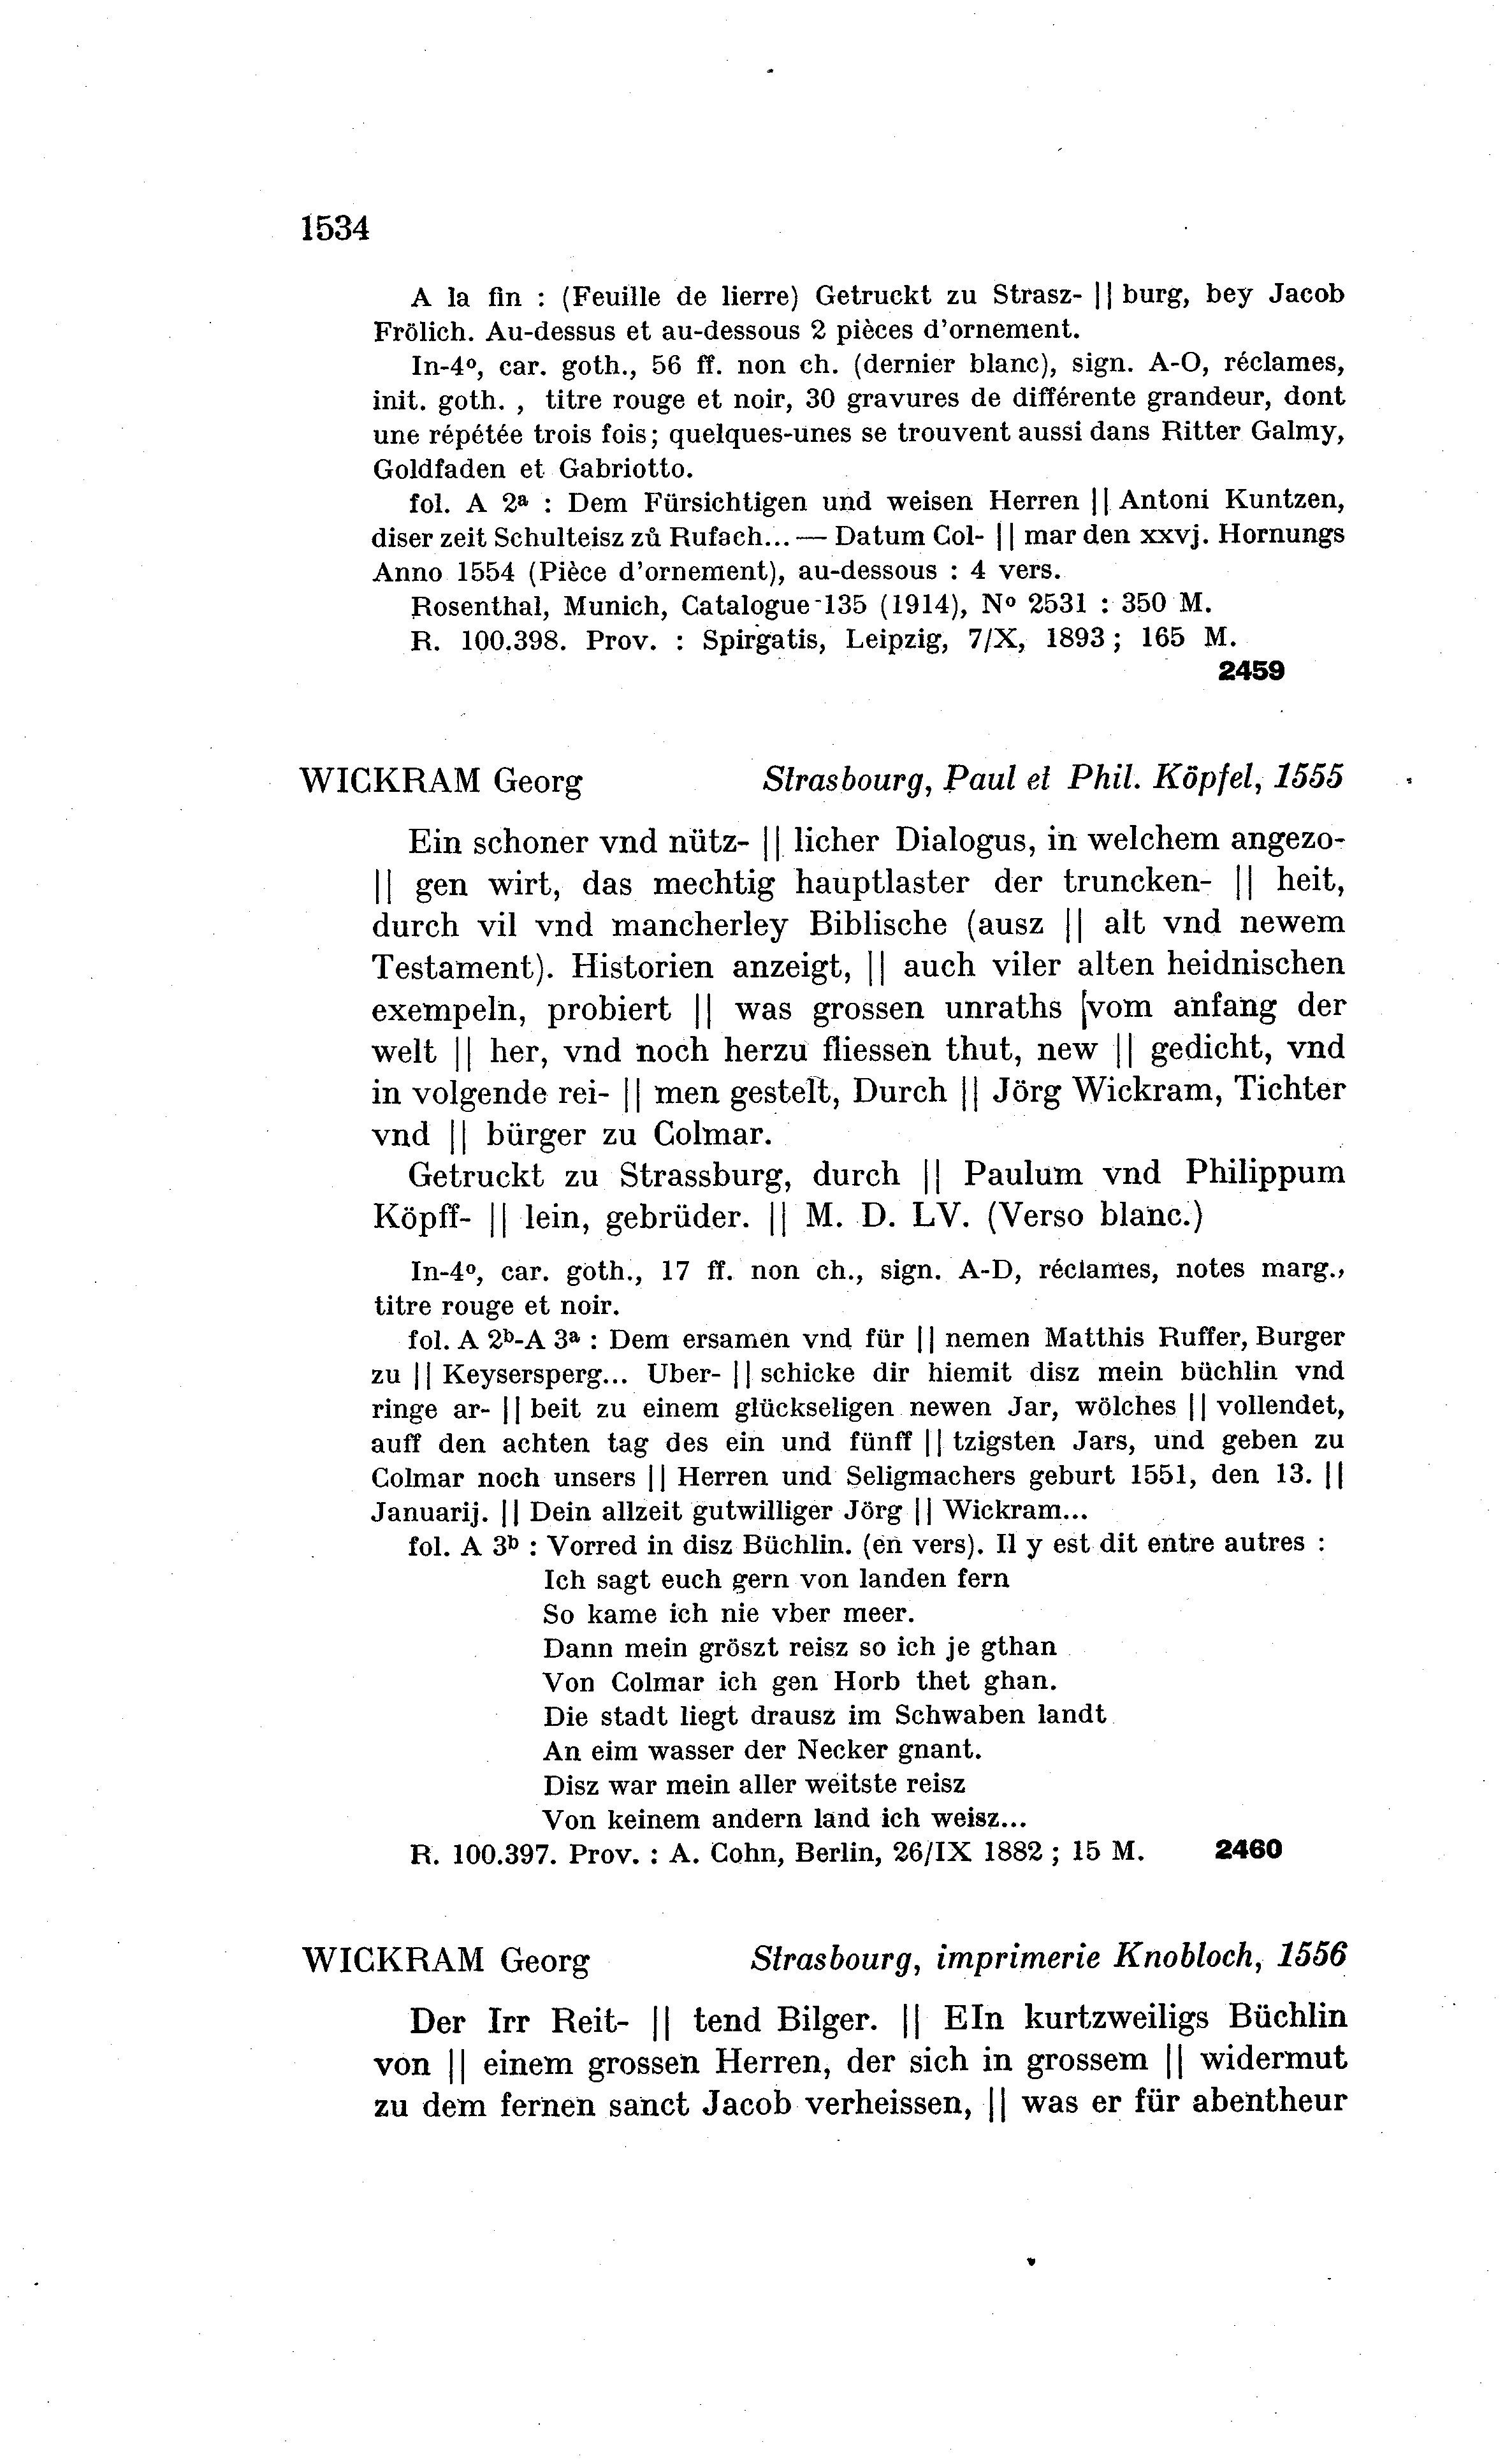 1534
A la fin : (Feuille de lierre) Getruckt zu Strasz- || burg, bey Jacob
Frölich. Au-dessus et au-dessous 2 pièces d'ornement.
In-4º, car. goth., 56 ff. non ch. (dernier blanc), sign. A-O, réclames,
init. goth. , titre rouge et noir, 30 gravures de différente grandeur, dont
une répétée trois fois; quelques-unes se trouvent aussi dans Ritter Galmy,
Goldfaden et Gabriotto.
fol. A 2ª : Dem Fürsichtigen und weisen Herren || Antoni Kuntzen,
diser zeit Schulteisz zů Rufach... — Datum Col- || mar den xxvj. Hornungs
Anno 1554 (Pièce d'ornement), au-dessous : 4 vers.
Rosenthal, Munich, Catalogue 135 (1914), Nº 2531 : 350 M.
R. 100.398. Prov. : Spirgatis, Leipzig, 7/X, 1893 ; 165 M.
2459
WICKRAM Georg Strasbourg, Paul et Phil. Köpfel, 1555
Ein schoner vnd nütz- || licher Dialogus, in welchem angezo-
|| gen wirt, das mechtig hauptlaster der truncken- || heit,
durch vil vnd mancherley Biblische (ausz || alt vnd newem
Testament). Historien anzeigt, || auch viler alten heidnischen
exempeln, probiert || was grossen unraths [vom anfang der
welt || her, vnd noch herzu fliessen thut, new || gedicht, vnd
in volgende rei- || men gestelt, Durch || Jörg Wickram, Tichter
vnd || bürger zu Colmar.
Getruckt zu Strassburg, durch || Paulum vnd Philippum
Köpff- || lein, gebrüder. || M. D. LV. (Verso blanc.)
In-4º, car. goth., 17 ff. non ch., sign. A-D, réclames, notes marg.,
titre rouge et noir.
fol. A 2ᵇ-A 3ª : Dem ersamen vnd für || nemen Matthis Ruffer, Burger
zu || Keysersperg... Uber- || schicke dir hiemit disz mein büchlin vnd
ringe ar- || beit zu einem glückseligen newen Jar, wölches || vollendet,
auff den achten tag des ein und fünff || tzigsten Jars, und geben zu
Colmar noch unsers || Herren und Seligmachers geburt 1551, den 13. ||
Januarij. || Dein allzeit gutwilliger Jörg || Wickram...
fol. A 3ᵇ : Vorred in disz Büchlin. (en vers). Il y est dit entre autres :
Ich sagt euch gern von landen fern
So kame ich nie vber meer.
Dann mein gröszt reisz so ich je gthan
Von Colmar ich gen Horb thet ghan.
Die stadt liegt drausz im Schwaben landt
An eim wasser der Necker gnant.
Disz war mein aller weitste reisz
Von keinem andern land ich weisz...
R. 100.397. Prov. : A. Cohn, Berlin, 26/IX 1882 ; 15 M. 2460
WICKRAM Georg Strasbourg, imprimerie Knobloch, 1556
Der Irr Reit- || tend Bilger. || EIn kurtzweiligs Büchlin
von || einem grossen Herren, der sich in grossem || widermut
zu dem fernen sanct Jacob verheissen, || was er für abentheur